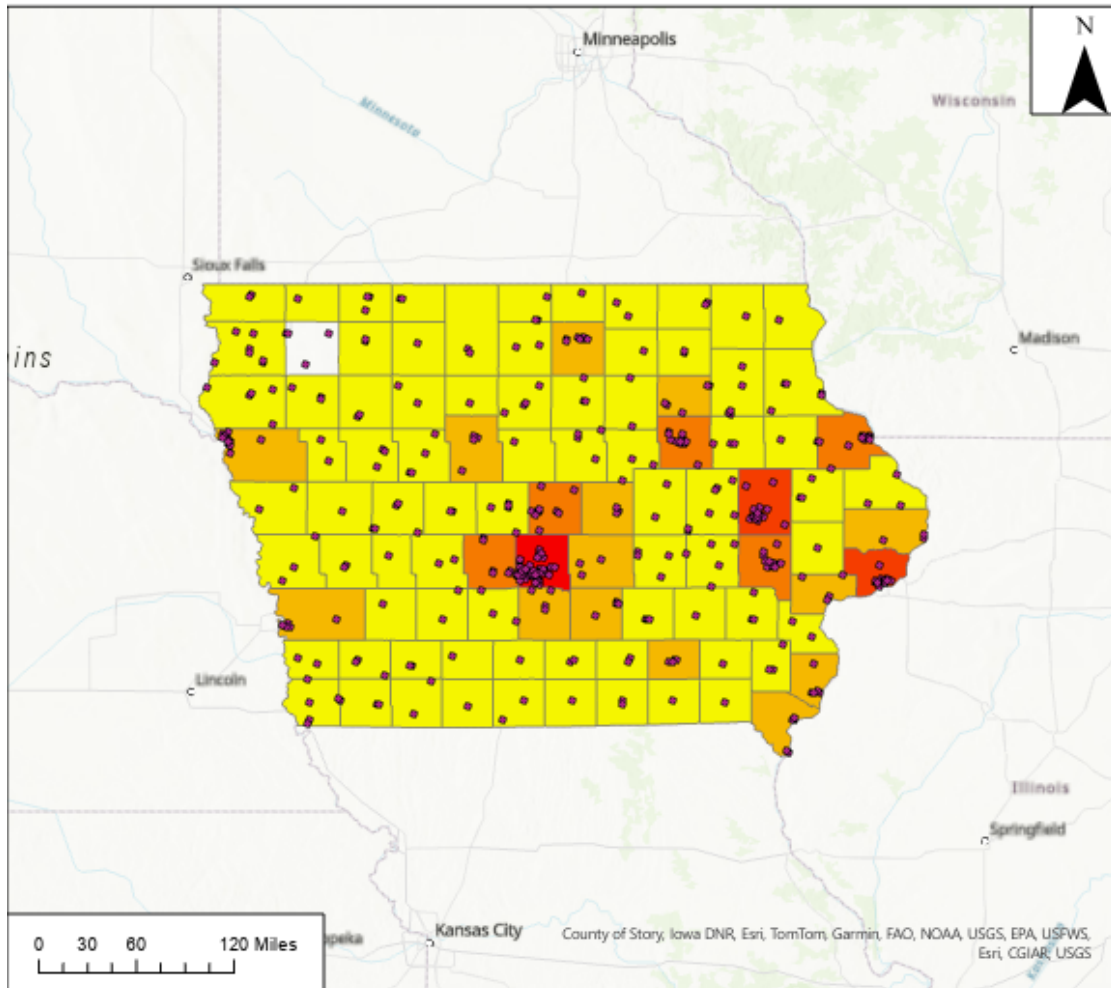 Minneapolis
N
Minnesota
Wisconsin
Sioux Falls
ins
Madison
Lincoln
Illinois
Springfield
Kansas City
peka
0 30 60 120 Miles
County of Story, Iowa DNR, Esri, TomTom, Garmin, FAO, NOAA, USGS, EPA, USFWS,
Esri, CGIAR, USGS